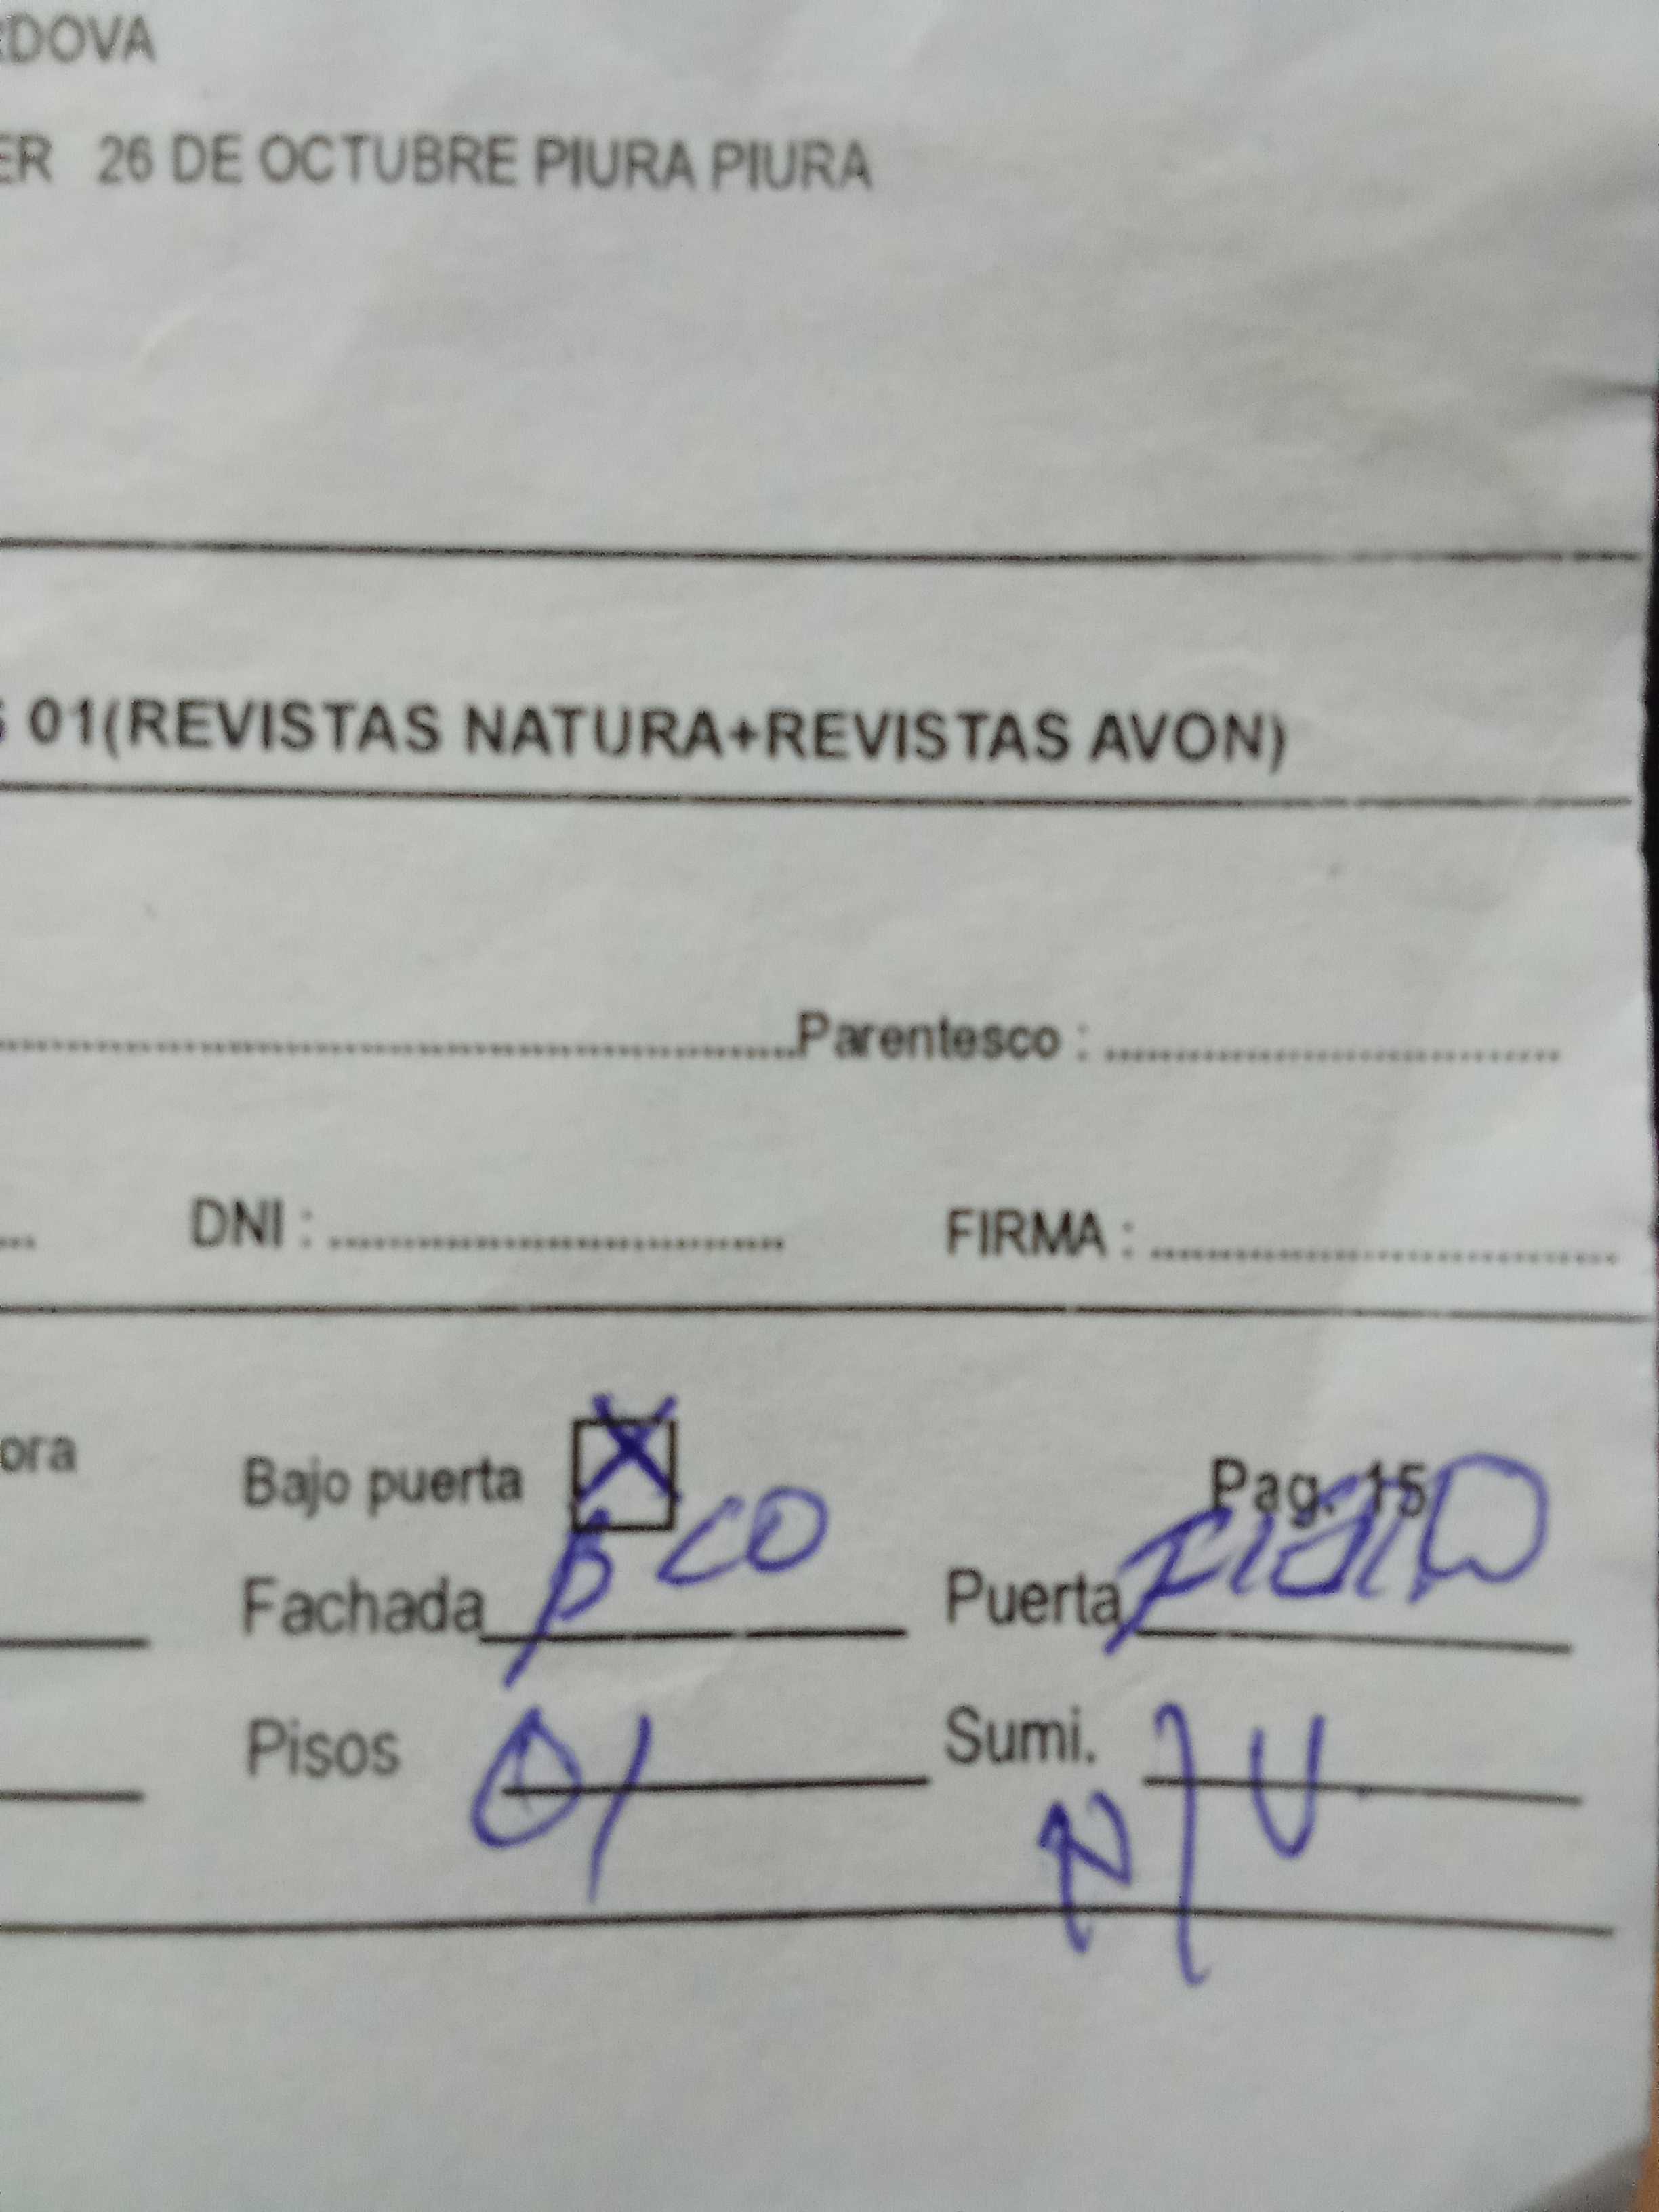 RDOVA
ER 26 DE OCTUBRE PIURA PIURA
01(REVISTAS NATURA+REVISTAS AVON)
Parentesco :
DNI : FIRMA :
ora Bajo puerta X Pag. 15
Fachada Puerta
Pisos 01 Sumi. N/U